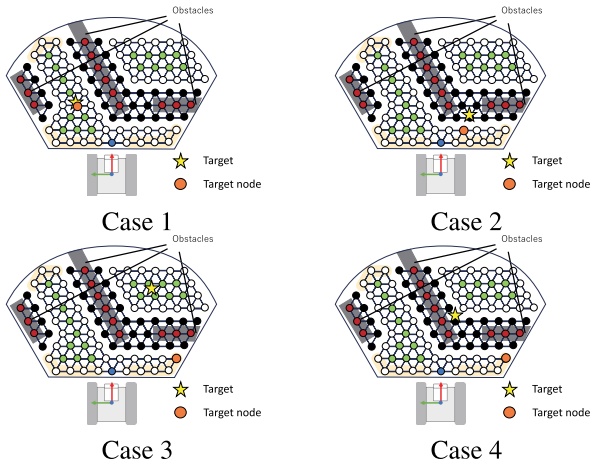 Obstacles
Target
Target node
Case 1
Obstacles
Target
Target node
Case 2
Obstacles
Target
Target node
Case 3
Obstacles
Target
Target node
Case 4